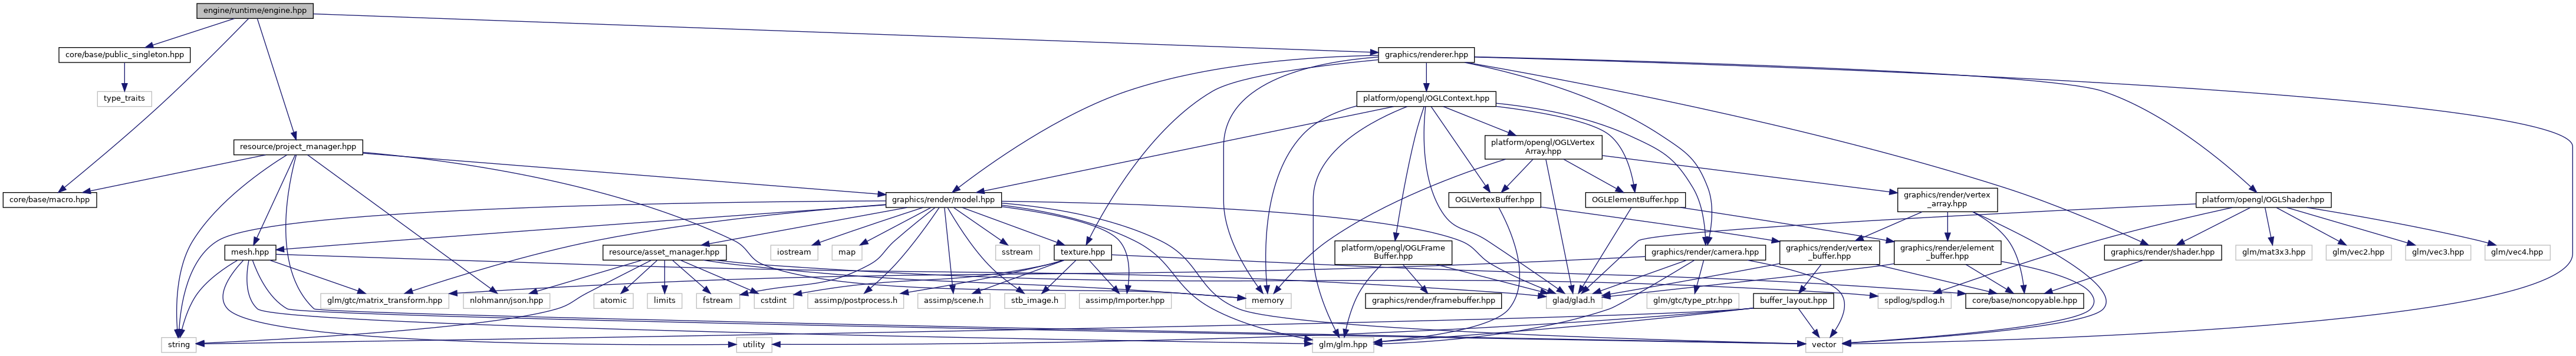 engine/runtime/engine.hpp
core/base/public_singleton.hpp
graphics/renderer.hpp
type_traits
platform/opengl/OGLContext.hpp
resource/project_manager.hpp
platform/opengl/OGLVertex
Array.hpp
core/base/macro.hpp
graphics/render/model.hpp
OGLVertexBuffer.hpp
OGLElementBuffer.hpp
graphics/render/vertex
_array.hpp
platform/opengl/OGLShader.hpp
mesh.hpp
resource/asset_manager.hpp
iostream
map
sstream
texture.hpp
platform/opengl/OGLFrame
Buffer.hpp
graphics/render/camera.hpp
graphics/render/vertex
_buffer.hpp
graphics/render/element
_buffer.hpp
graphics/render/shader.hpp
glm/mat3x3.hpp
glm/vec2.hpp
glm/vec3.hpp
glm/vec4.hpp
glm/gtc/matrix_transform.hpp
nlohmann/json.hpp
atomic
limits
fstream
cstdint
assimp/postprocess.h
assimp/scene.h
stb_image.h
assimp/Importer.hpp
memory
graphics/render/framebuffer.hpp
glad/glad.h
glm/gtc/type_ptr.hpp
buffer_layout.hpp
spdlog/spdlog.h
core/base/noncopyable.hpp
string
utility
glm/glm.hpp
vector